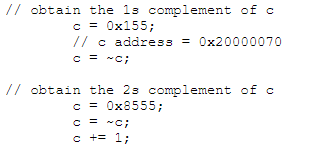 // obtain the 1s complement of c
c = 0x155;
// c address = 0x20000070
c = ~c;
// obtain the 2s complement of c
c = 0x8555;
c = ~c;
c += 1;